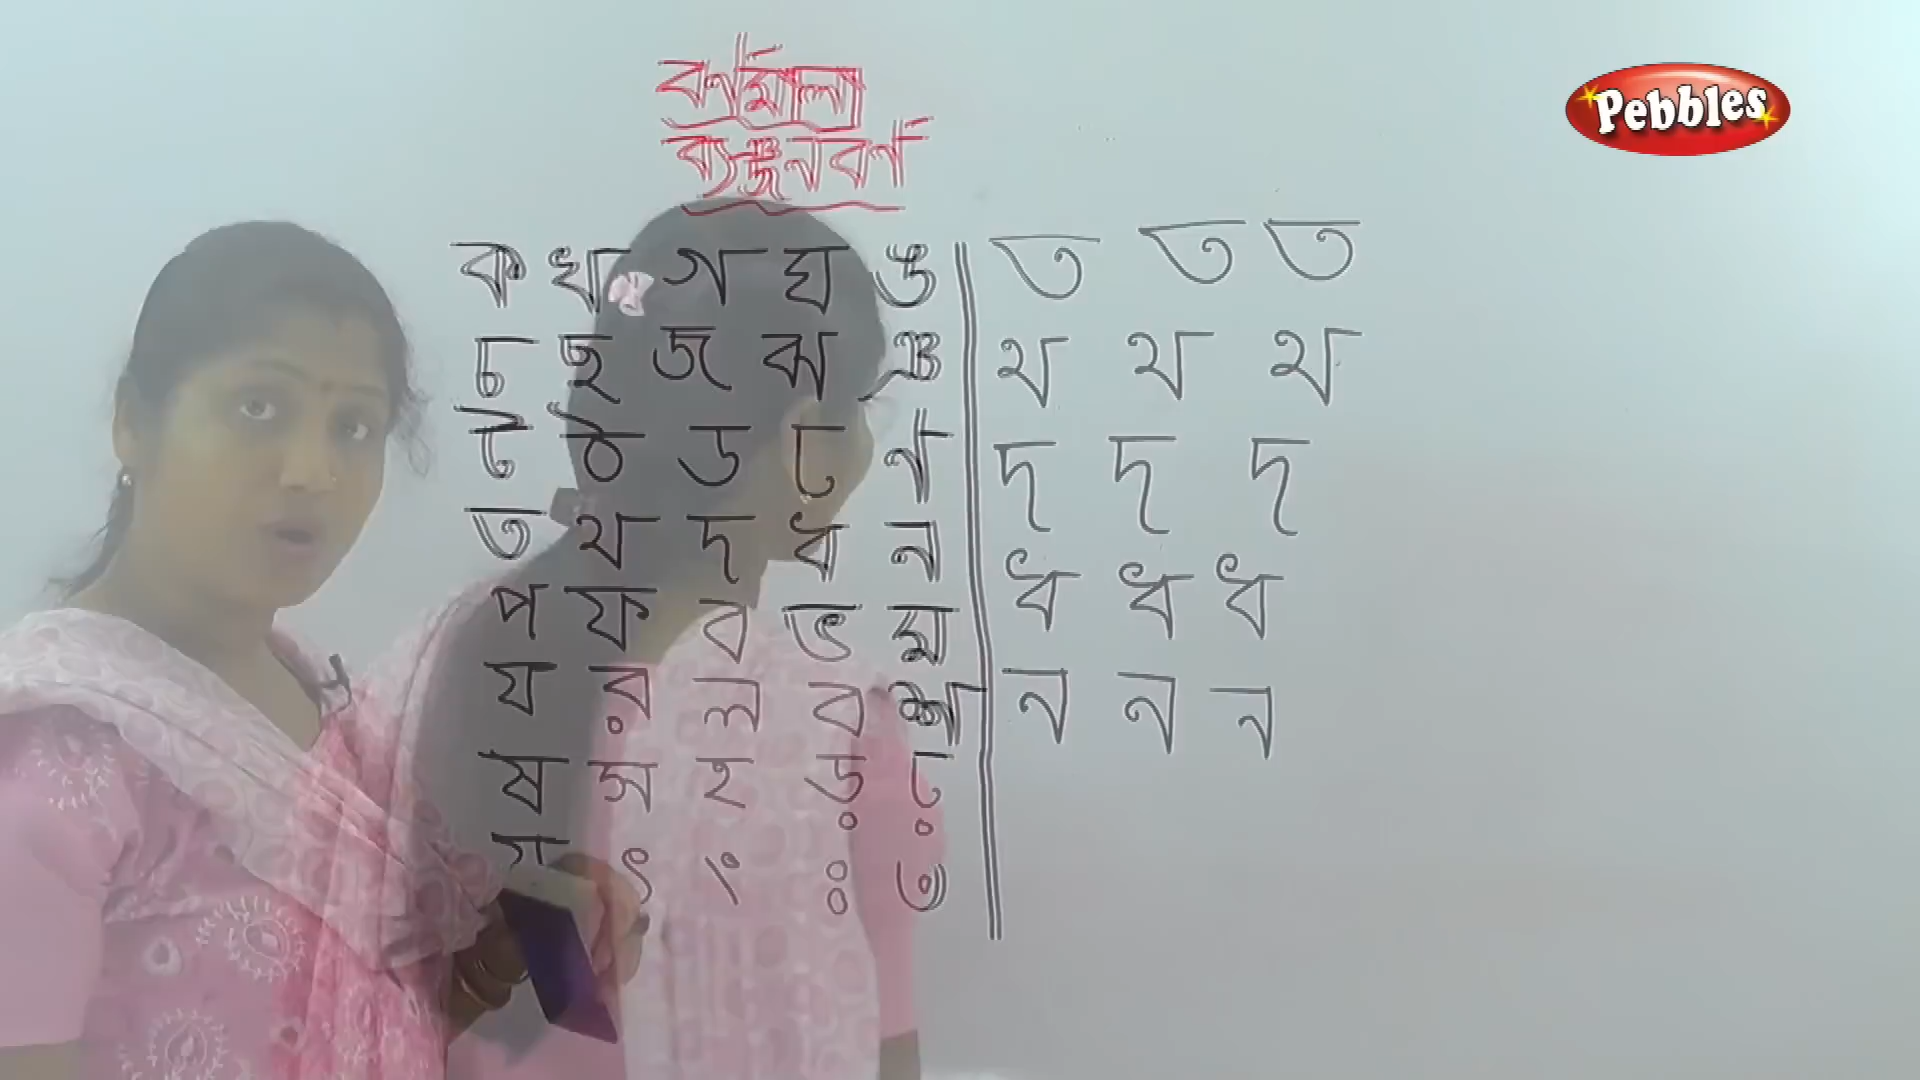 বর্ণমালা
ব্যঞ্জনবর্ণ
Pebbles
ক খ গ ঘ ঙ
চ ছ জ ঝ ঞ
ট ঠ ড ঢ ণ
ত থ দ ধ ন
প ফ ব ভ ম
য র ল ব শ
ষ স হ ড় ঢ়
য় ৎ ং ঃ ঁ
ত ত ত
থ থ থ
দ দ দ
ধ ধ ধ
ন ন ন